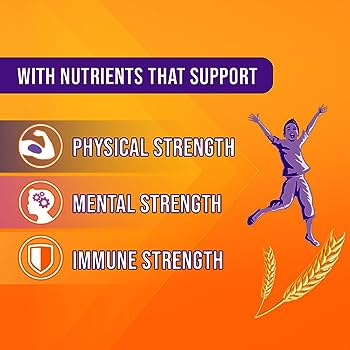 WITH NUTRIENTS THAT SUPPORT
PHYSICAL STRENGTH
MENTAL STRENGTH
IMMUNE STRENGTH